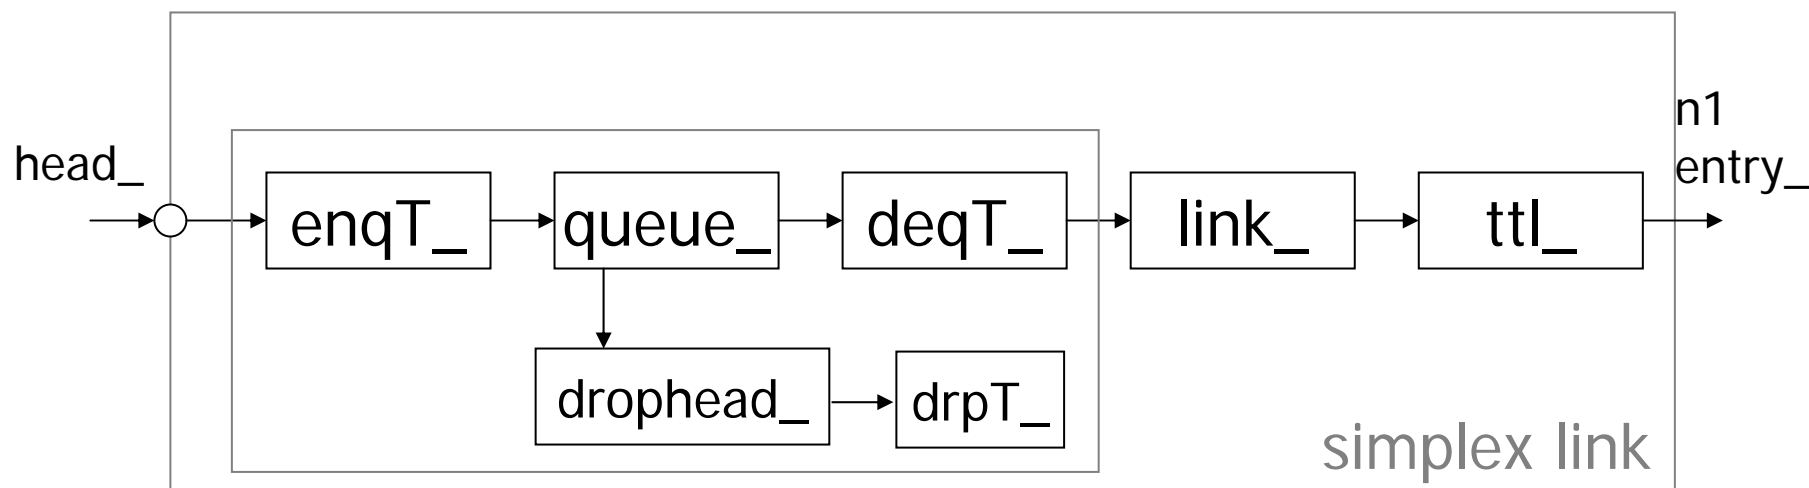 n1
head_
entry_
enqT_
queue_
deqT_
link_
ttl_
drophead_
drpT_
simplex link